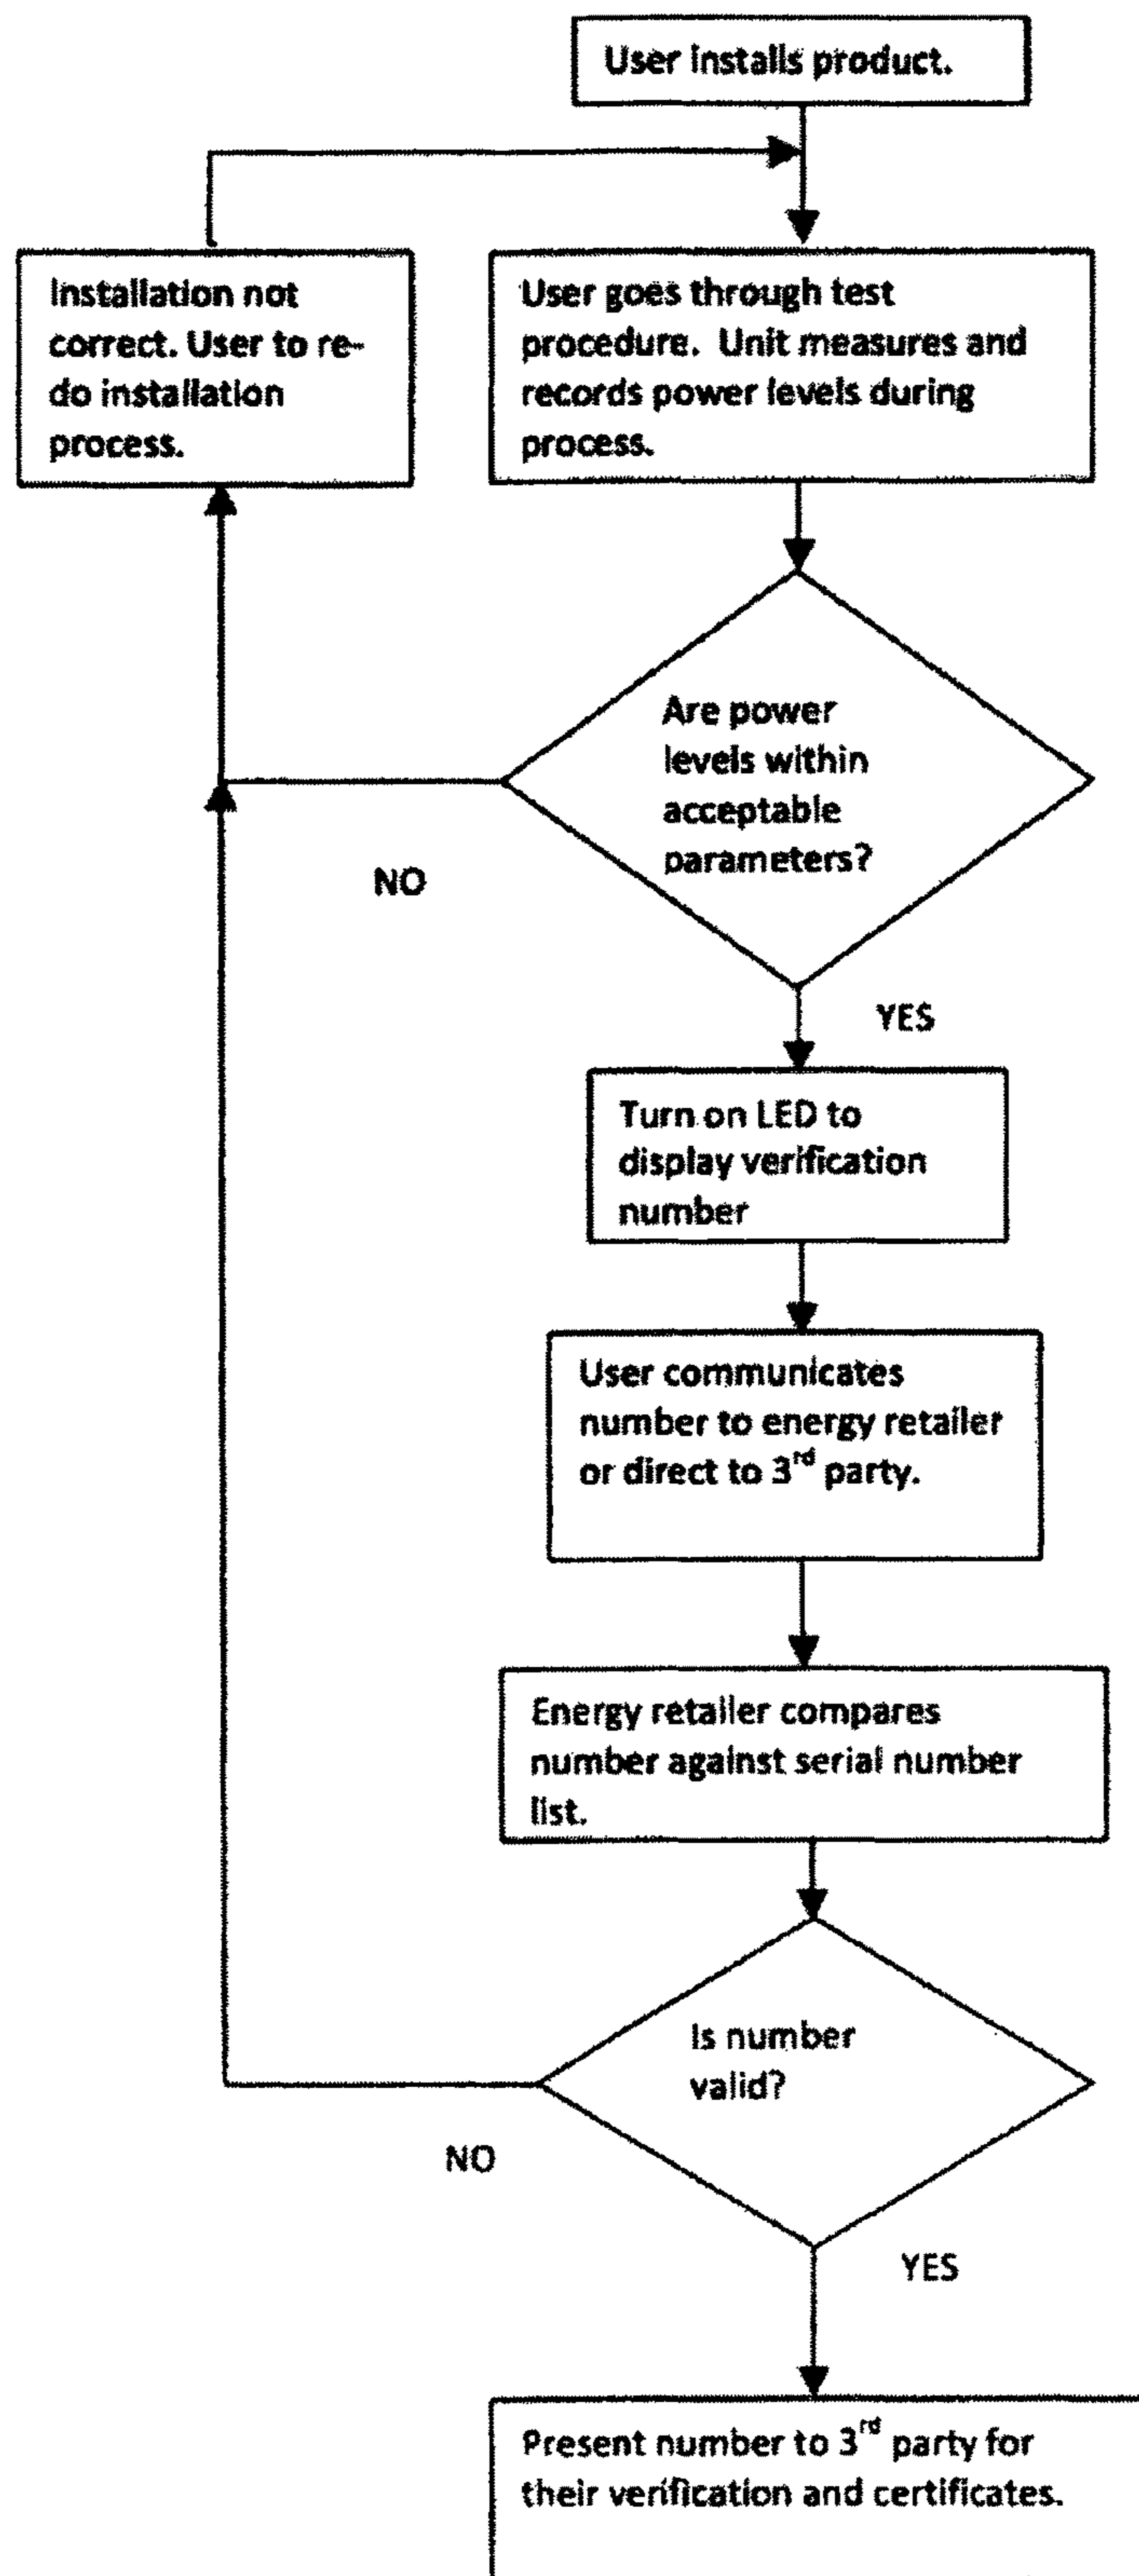 User installs product.
Installation not
correct. User to re-
do installation
process.
User goes through test
procedure. Unit measures and
records power levels during
process.
Are power
levels within
acceptable
parameters?
NO
YES
Turn on LED to
display verification
number
User communicates
number to energy retailer
or direct to 3rd party.
Energy retailer compares
number against serial number
list.
Is number
valid?
NO
YES
Present number to 3rd party for
their verification and certificates.